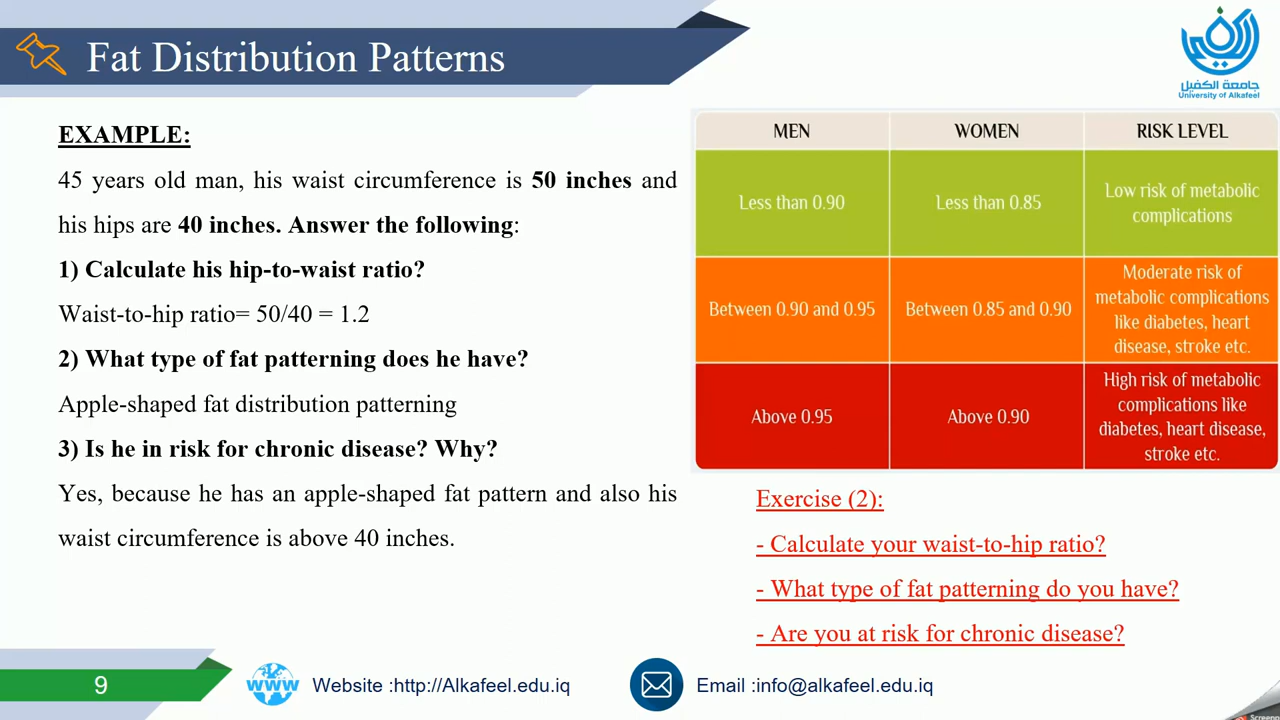 Fat Distribution Patterns
جامعة الكفيل
University of Alkafeel
EXAMPLE:
45 years old man, his waist circumference is 50 inches and
his hips are 40 inches. Answer the following:
1) Calculate his hip-to-waist ratio?
Waist-to-hip ratio= 50/40 = 1.2
2) What type of fat patterning does he have?
Apple-shaped fat distribution patterning
3) Is he in risk for chronic disease? Why?
Yes, because he has an apple-shaped fat pattern and also his
waist circumference is above 40 inches.
MEN WOMEN RISK LEVEL
Less than 0.90 Less than 0.85 Low risk of metabolic
complications
Between 0.90 and 0.95 Between 0.85 and 0.90 Moderate risk of
metabolic complications
like diabetes, heart
disease, stroke etc.
Above 0.95 Above 0.90 High risk of metabolic
complications like
diabetes, heart disease,
stroke etc.
Exercise (2):
- Calculate your waist-to-hip ratio?
- What type of fat patterning do you have?
- Are you at risk for chronic disease?
9
WWW
Website :http://Alkafeel.edu.iq
Email :info@alkafeel.edu.iq